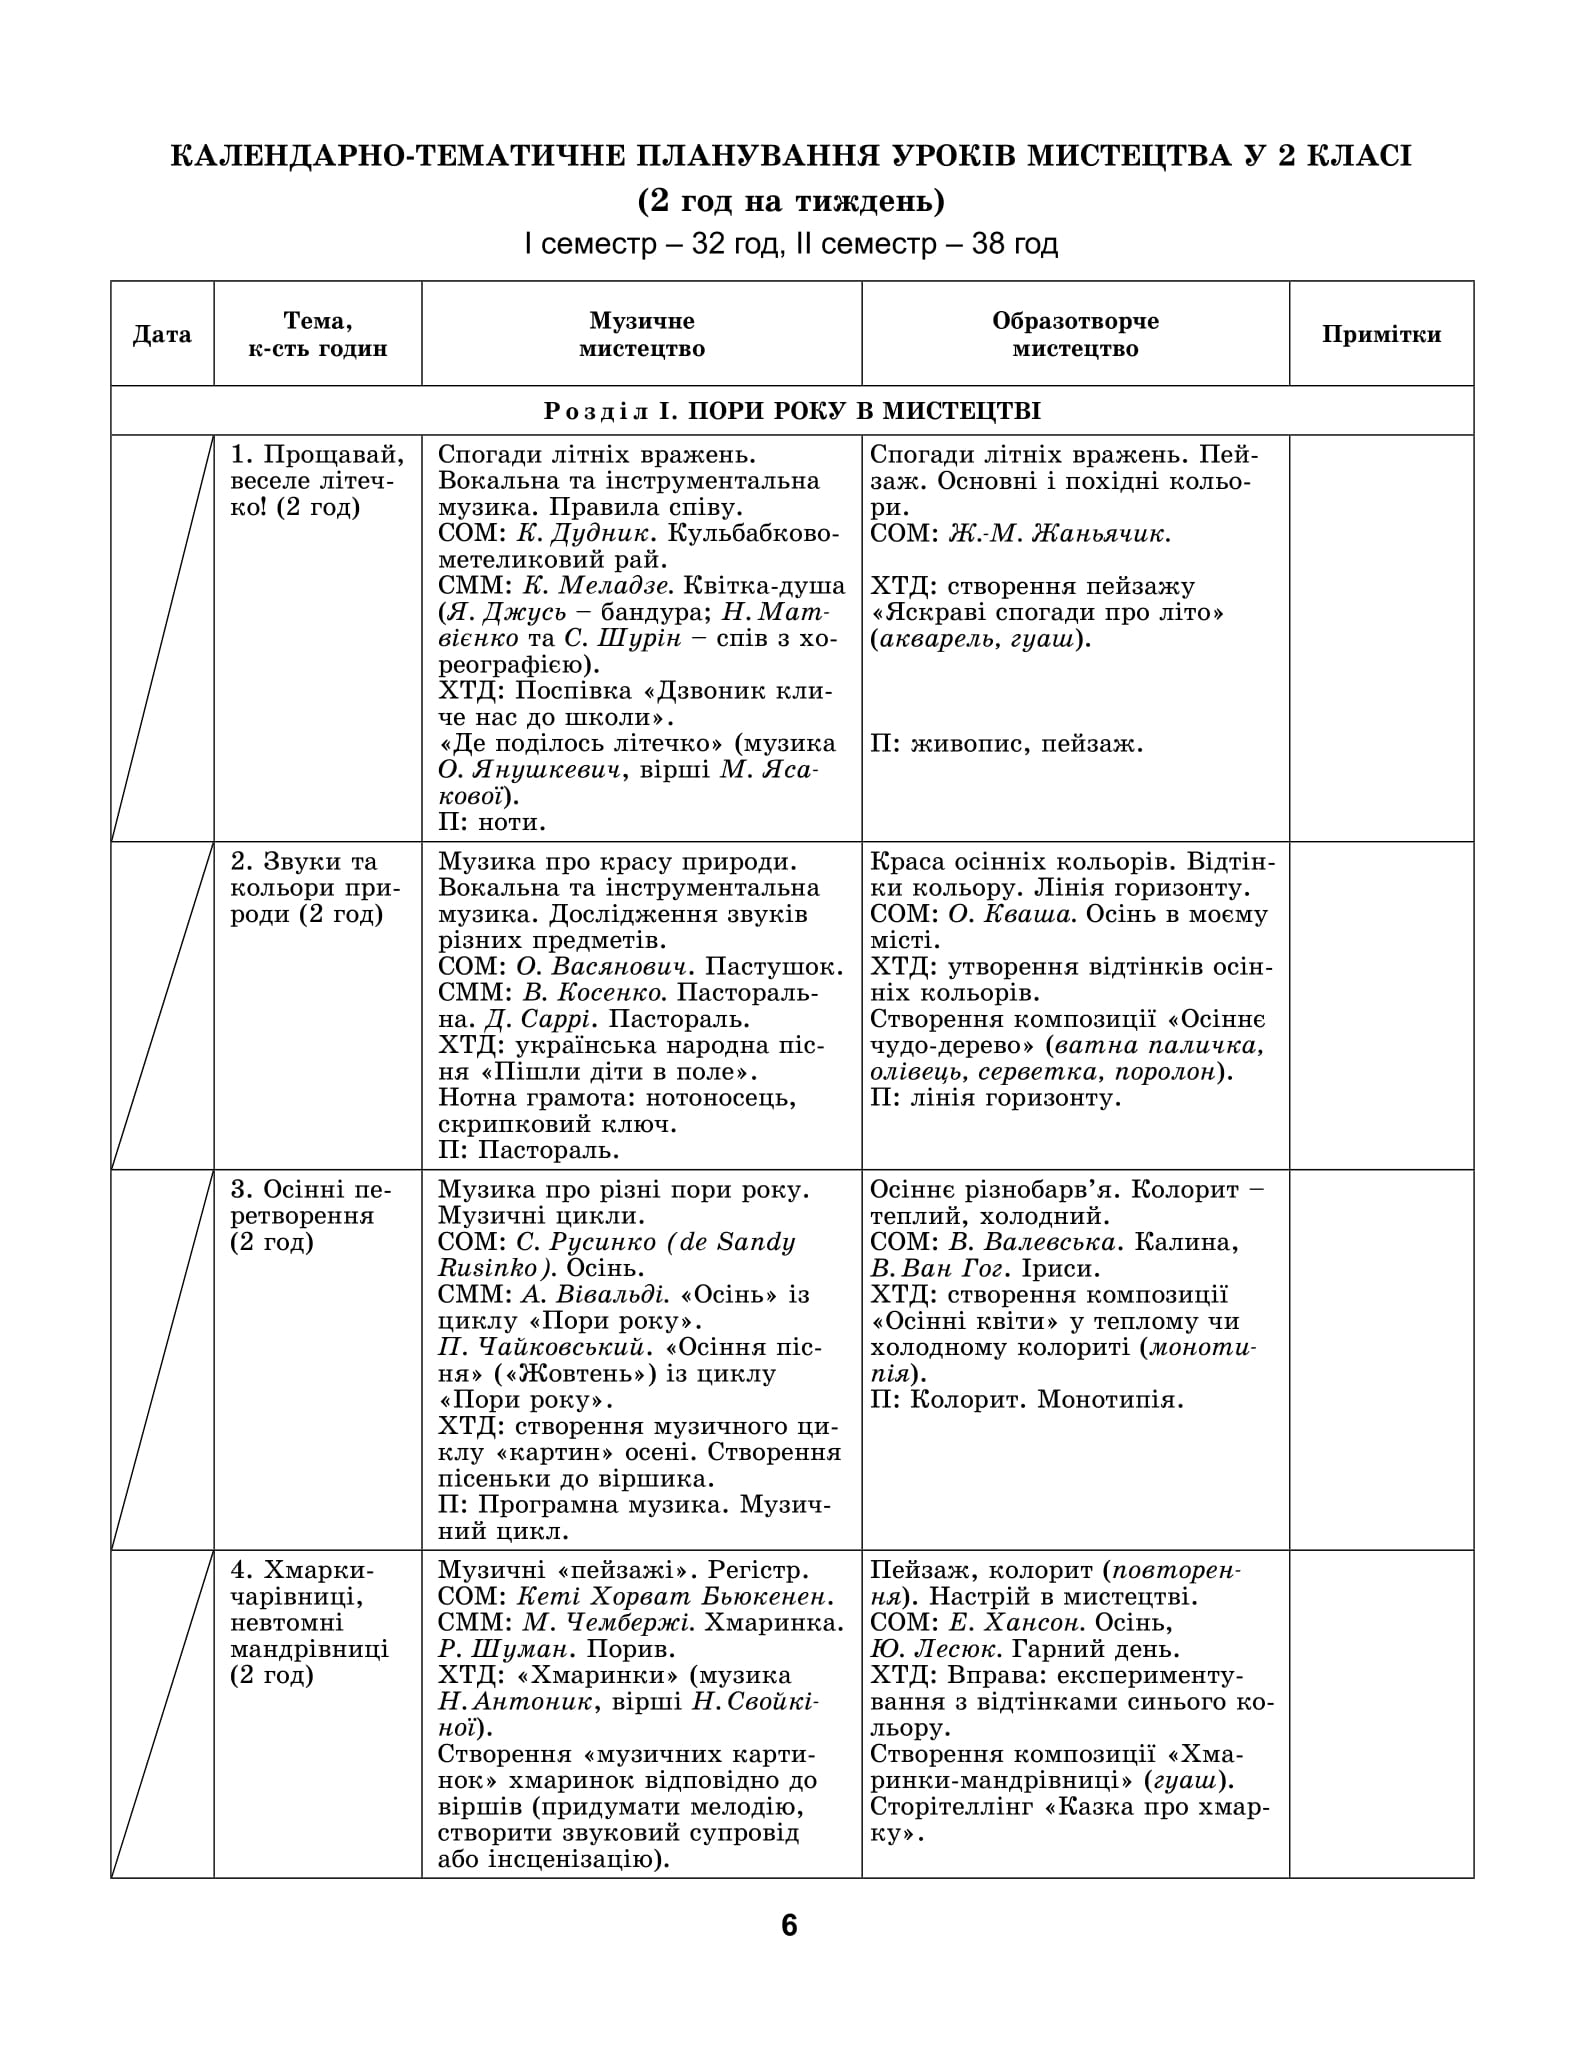 КАЛЕНДАРНО-ТЕМАТИЧНЕ ПЛАНУВАННЯ УРОКІВ МИСТЕЦТВА У 2 КЛАСІ
(2 год на тиждень)
І семестр – 32 год, ІІ семестр – 38 год
Дата
Тема,
к-сть годин
Музичне
мистецтво
Образотворче
мистецтво
Примітки
Розділ І. ПОРИ РОКУ В МИСТЕЦТВІ
1. Прощавай,
веселе літеч-
ко! (2 год)
Спогади літніх вражень.
Вокальна та інструментальна
музика. Правила співу.
СОМ: К. Дудник. Кульбабково-
метеликовий рай.
СММ: К. Меладзе. Квітка-душа
(Я. Джусь – бандура; Н. Мат-
вієнко та С. Шурін – спів з хо-
реографією).
ХТД: Поспівка «Дзвоник кли-
че нас до школи».
«Де поділось літечко» (музика
О. Янушкевич, вірші М. Яса-
кової).
П: ноти.
Спогади літніх вражень. Пей-
заж. Основні і похідні кольо-
ри.
СОМ: Ж.-М. Жаньячик.
ХТД: створення пейзажу
«Яскраві спогади про літо»
(акварель, гуаш).
П: живопис, пейзаж.
2. Звуки та
кольори при-
роди (2 год)
Музика про красу природи.
Вокальна та інструментальна
музика. Дослідження звуків
різних предметів.
СОМ: О. Васянович. Пастушок.
СММ: В. Косенко. Пастораль-
на. Д. Саррі. Пастораль.
ХТД: українська народна піс-
ня «Пішли діти в поле».
Нотна грамота: нотоносець,
скрипковий ключ.
П: Пастораль.
Краса осінніх кольорів. Відтін-
ки кольору. Лінія горизонту.
СОМ: О. Кваша. Осінь в моєму
місті.
ХТД: утворення відтінків осін-
ніх кольорів.
Створення композиції «Осіннє
чудо-дерево» (ватна паличка,
олівець, серветка, поролон).
П: лінія горизонту.
3. Осінні пе-
ретворення
(2 год)
Музика про різні пори року.
Музичні цикли.
СОМ: С. Русинко (de Sandy
Rusinko). Осінь.
СММ: А. Вівальді. «Осінь» із
циклу «Пори року».
П. Чайковський. «Осіння піс-
ня» («Жовтень») із циклу
«Пори року».
ХТД: створення музичного ци-
клу «картин» осені. Створення
пісеньки до віршика.
П: Програмна музика. Музич-
ний цикл.
Осіннє різнобарв’я. Колорит –
теплий, холодний.
СОМ: В. Валевська. Калина,
В. Ван Гог. Іриси.
ХТД: створення композиції
«Осінні квіти» у теплому чи
холодному колориті (моноти-
пія).
П: Колорит. Монотипія.
4. Хмарки-
чарівниці,
невтомні
мандрівниці
(2 год)
Музичні «пейзажі». Регістр.
СОМ: Кеті Хорват Бьюкенен.
СММ: М. Чембержі. Хмаринка.
Р. Шуман. Порив.
ХТД: «Хмаринки» (музика
Н. Антоник, вірші Н. Свойкі-
ної).
Створення «музичних карти-
нок» хмаринок відповідно до
віршів (придумати мелодію,
створити звуковий супровід
або інсценізацію).
Пейзаж, колорит (повторен-
ня). Настрій в мистецтві.
СОМ: Е. Хансон. Осінь,
Ю. Лесюк. Гарний день.
ХТД: Вправа: експерименту-
вання з відтінками синього ко-
льору.
Створення композиції «Хма-
ринки-мандрівниці» (гуаш).
Сторітеллінг «Казка про хмар-
ку».
6